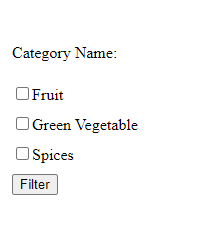 Category Name:
Fruit
Green Vegetable
Spices
Filter